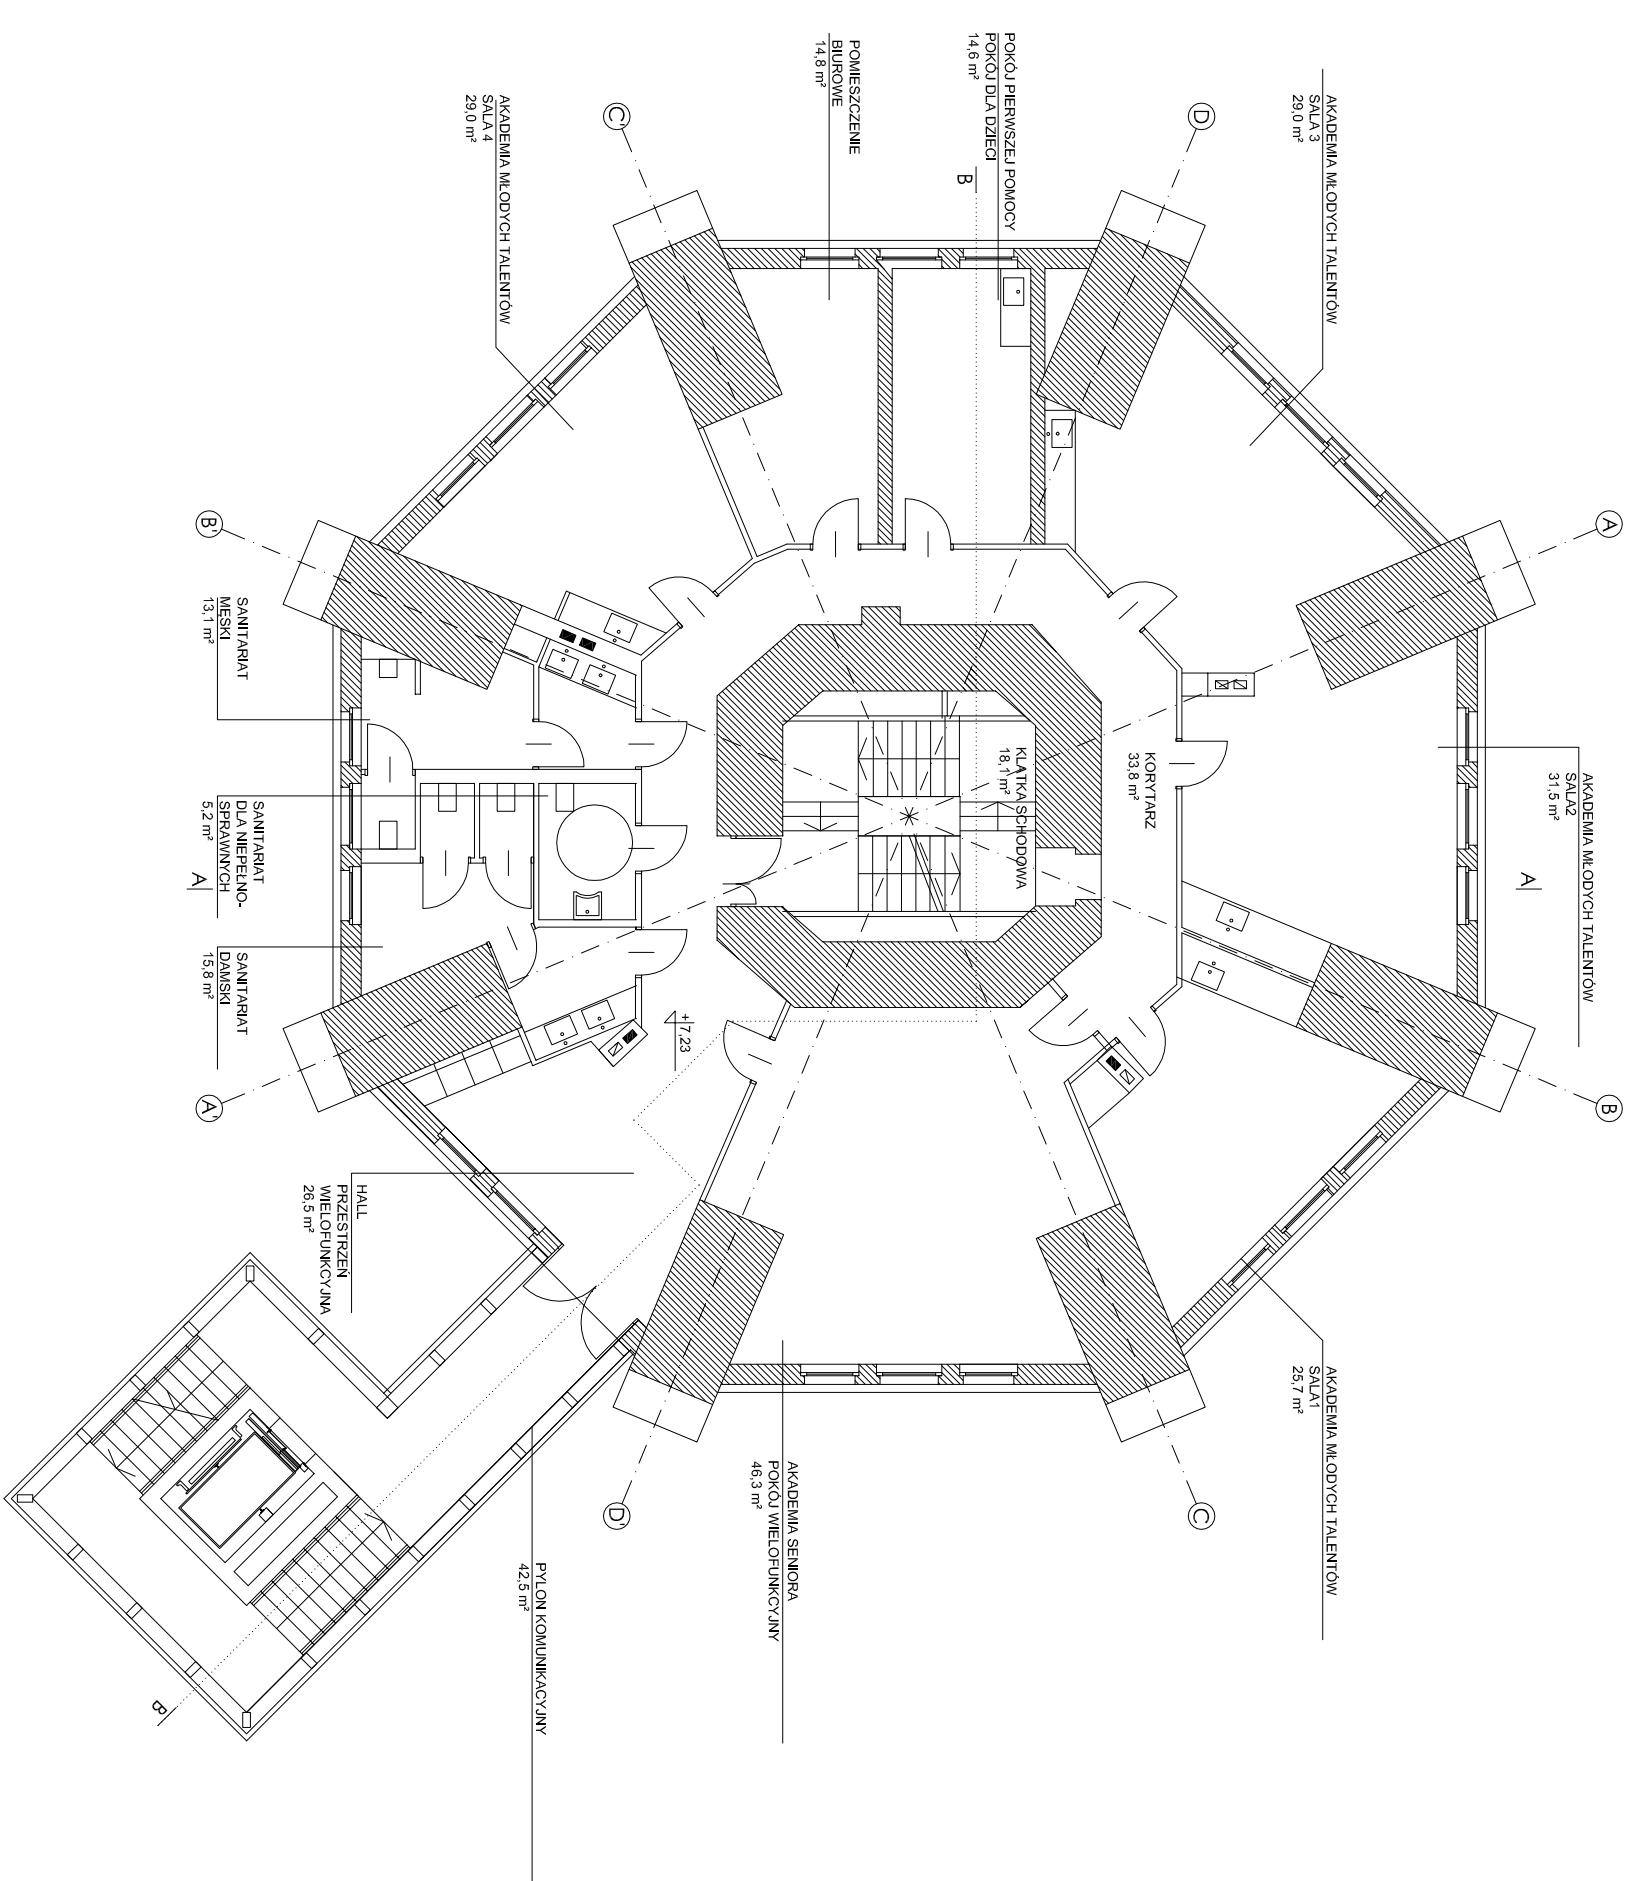 AKADEMIA MŁODYCH TALENTÓW
SALA 3
29,0 m²
POKÓJ PIERWSZEJ POMOCY
POKÓJ DLA DZIECI
14,6 m²
POMIESZCZENIE
BIUROWE
14,8 m²
AKADEMIA MŁODYCH TALENTÓW
SALA 4
29,0 m²
D
C'
B
A
B'
AKADEMIA MŁODYCH TALENTÓW
SALA2
31,5 m²
KORYTARZ
33,8 m²
KLATKA SCHODOWA
18,1 m²
SANITARIAT
MĘSKI
13,1 m²
SANITARIAT
DLA NIEPEŁNO-
SPRAWNYCH
5,2 m²
SANITARIAT
DAMSKI
15,8 m²
A
A
+7,23
B
A'
HALL
PRZESTRZEŃ
WIELOFUNKCYJNA
26,5 m²
AKADEMIA MŁODYCH TALENTÓW
SALA1
25,7 m²
AKADEMIA SENIORA
POKÓJ WIELOFUNKCYJNY
46,3 m²
C
D'
PYLON KOMUNIKACYJNY
42,5 m²
B